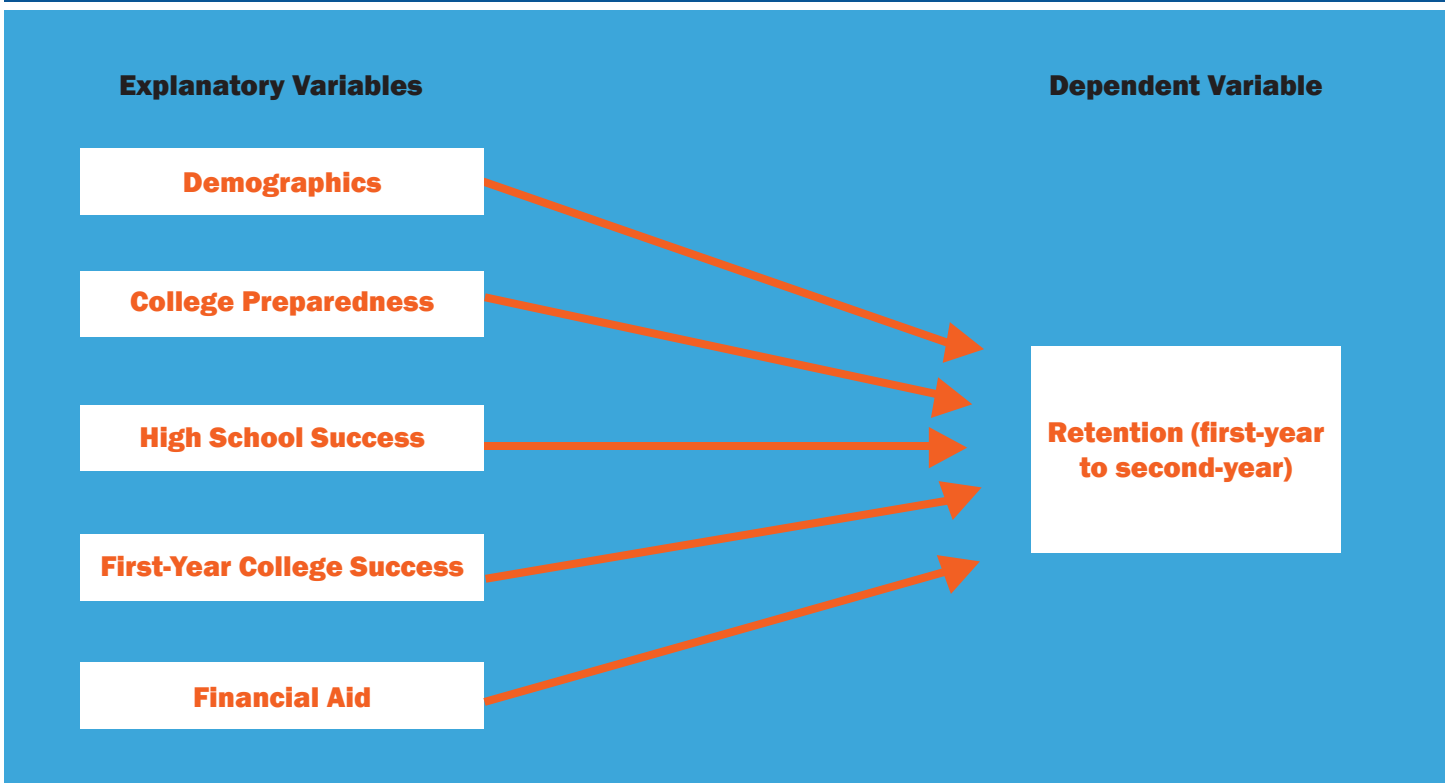 Explanatory Variables
Dependent Variable
Demographics
College Preparedness
High School Success
First-Year College Success
Financial Aid
Retention (first-year
to second-year)